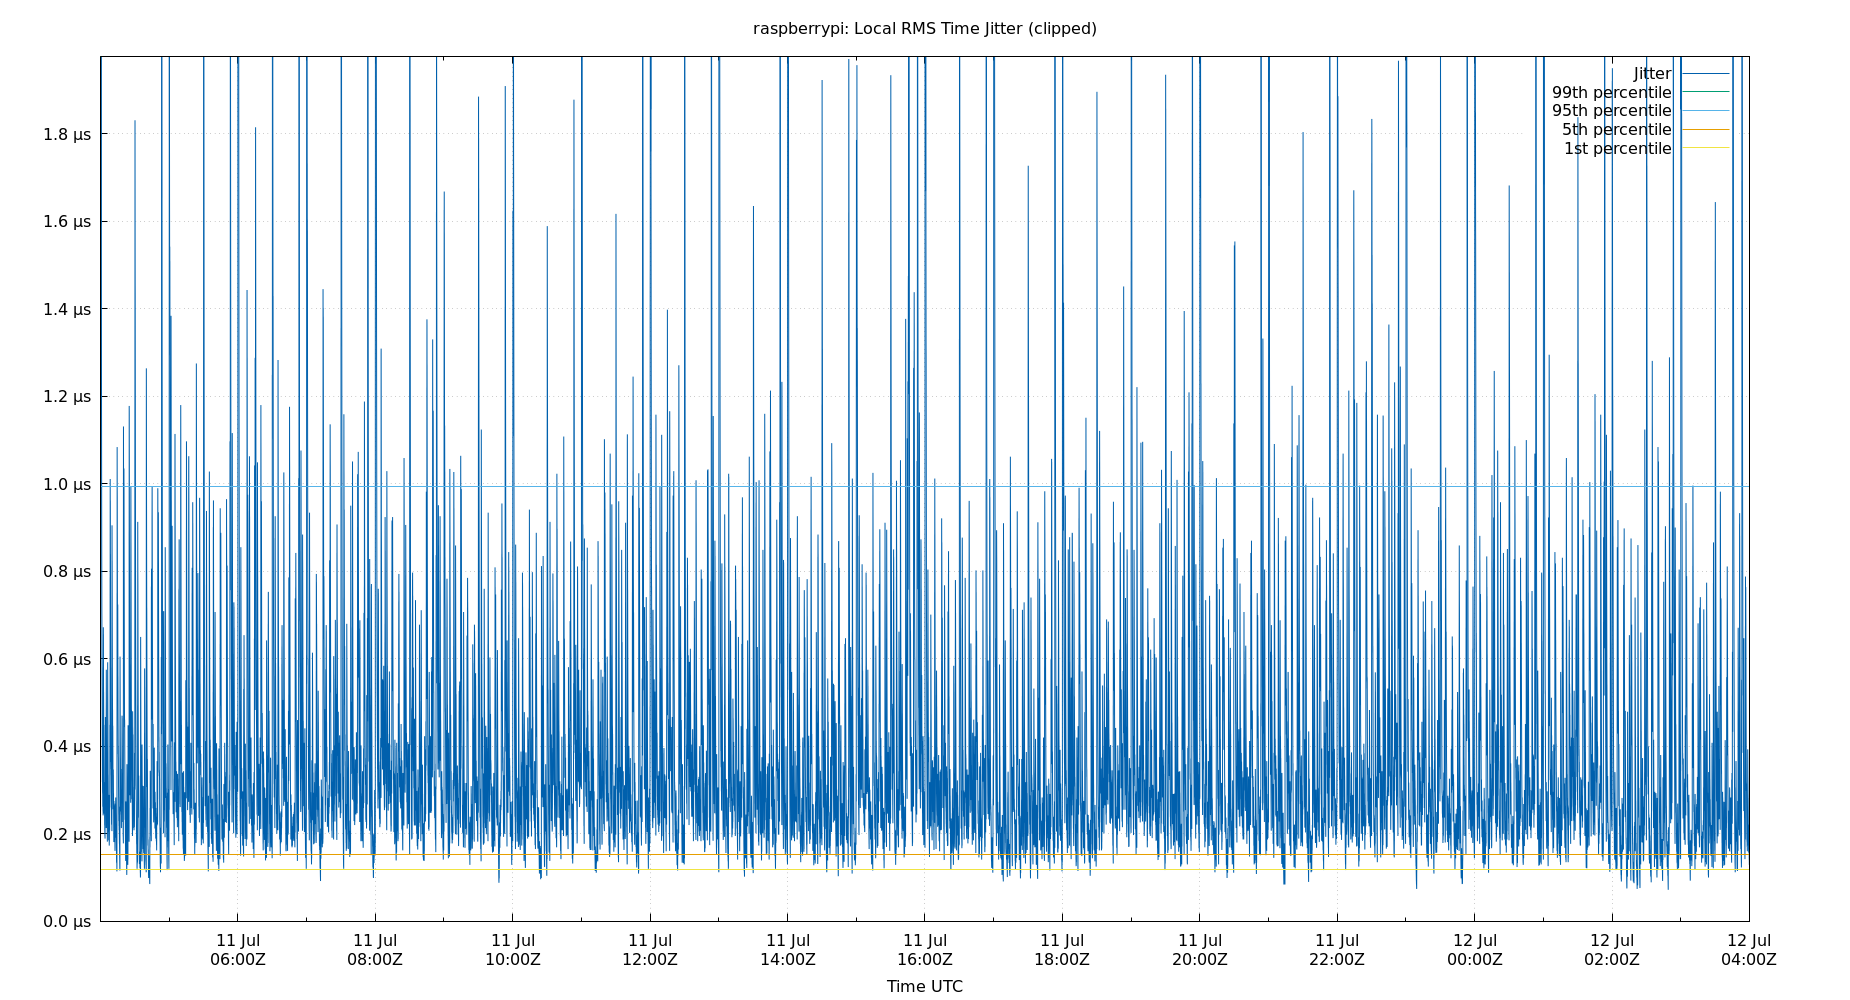 raspberrypi: Local RMS Time Jitter (clipped)
Jitter
99th percentile
95th percentile
5th percentile
1st percentile
1.8 µs
1.6 µs
1.4 µs
1.2 µs
1.0 µs
0.8 µs
0.6 µs
0.4 µs
0.2 µs
0.0 µs
11 Jul 11 Jul 11 Jul 11 Jul 11 Jul 11 Jul 11 Jul 11 Jul 11 Jul 12 Jul 12 Jul 12 Jul
06:00Z 08:00Z 10:00Z 12:00Z 14:00Z 16:00Z 18:00Z 20:00Z 22:00Z 00:00Z 02:00Z 04:00Z
Time UTC